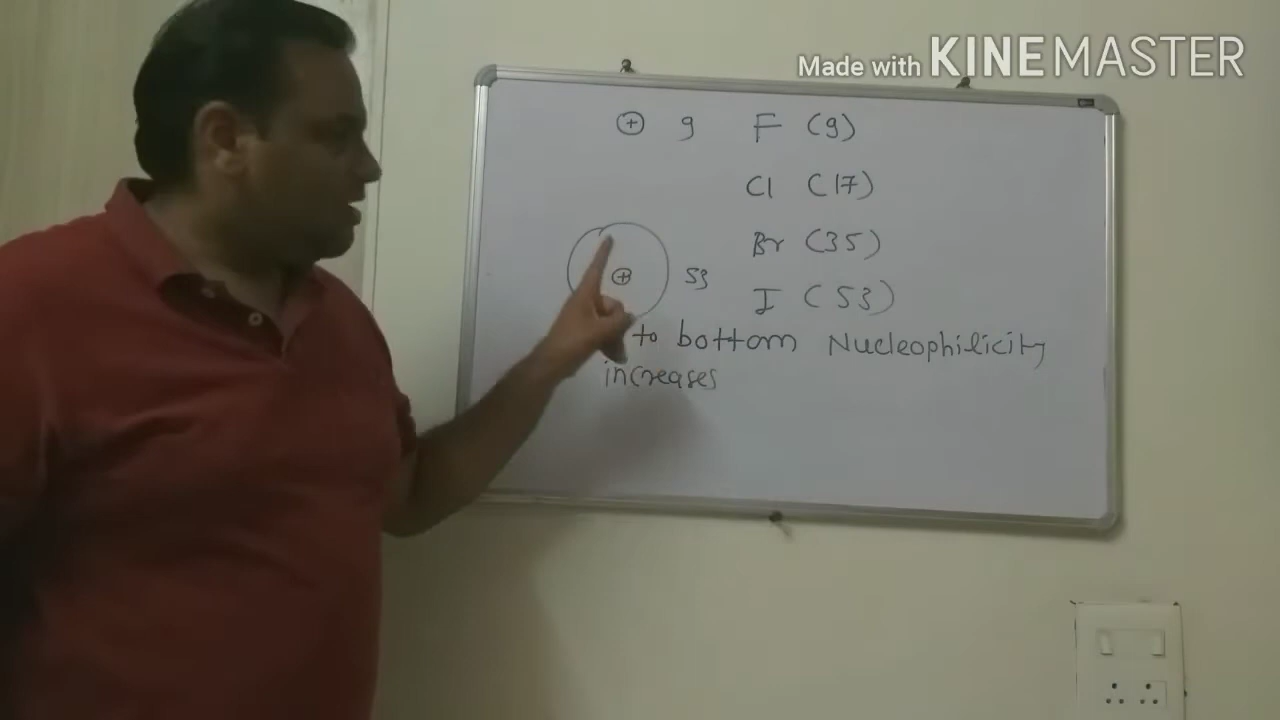 Made with KINEMASTER
⊕ 9 F (9)
Cl (17)
Br (35)
⊕ 53 I (53)
to bottom Nucleophilicity
increases